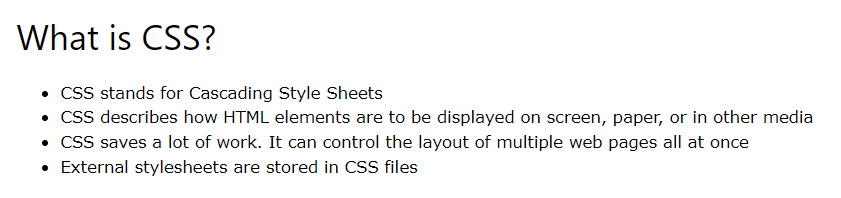 What is CSS?
CSS stands for Cascading Style Sheets
CSS describes how HTML elements are to be displayed on screen, paper, or in other media
CSS saves a lot of work. It can control the layout of multiple web pages all at once
External stylesheets are stored in CSS files